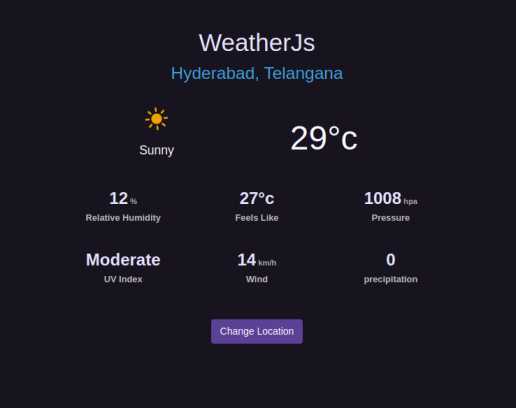 WeatherJs
Hyderabad, Telangana
Sunny
29°c
12 %
Relative Humidity
27°c
Feels Like
1008 hpa
Pressure
Moderate
UV Index
14 km/h
Wind
0
precipitation
Change Location